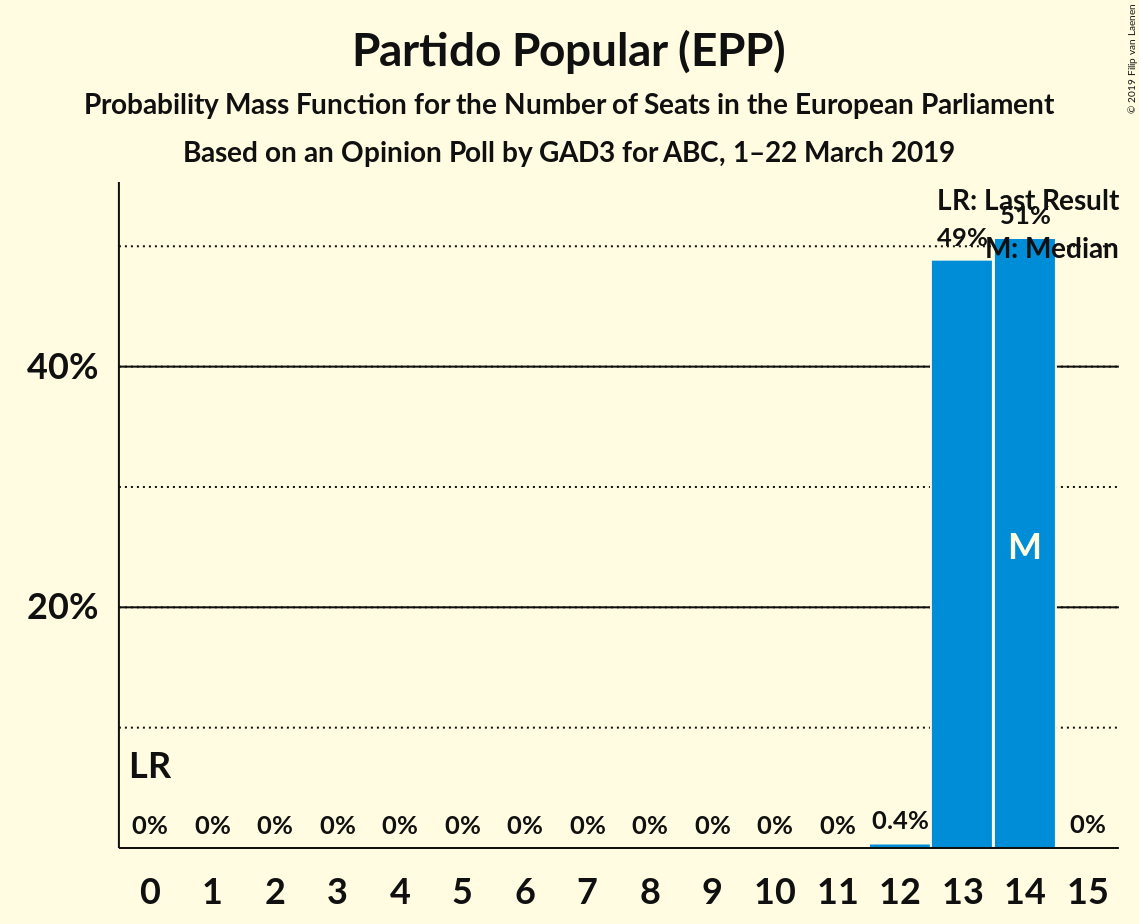 Partido Popular (EPP)
Probability Mass Function for the Number of Seats in the European Parliament
Based on an Opinion Poll by GAD3 for ABC, 1–22 March 2019
© 2019 Filip van Laenen
LR: Last Result
M: Median
51%
49%
40%
20%
M
LR
0% 0% 0% 0% 0% 0% 0% 0% 0% 0% 0% 0% 0.4% 0%
0 1 2 3 4 5 6 7 8 9 10 11 12 13 14 15